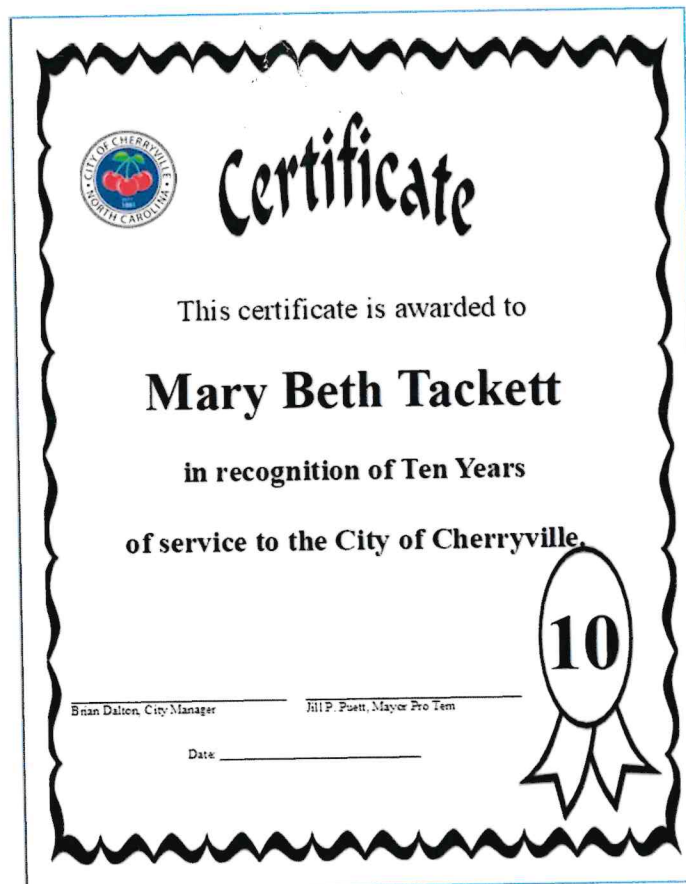 CITY OF CHERRYVILLE
NORTH CAROLINA
Certificate
This certificate is awarded to
Mary Beth Tackett
in recognition of Ten Years
of service to the City of Cherryville.
10
Brian Dalton, City Manager
Jill P. Puett, Mayor Pro Tem
Date: